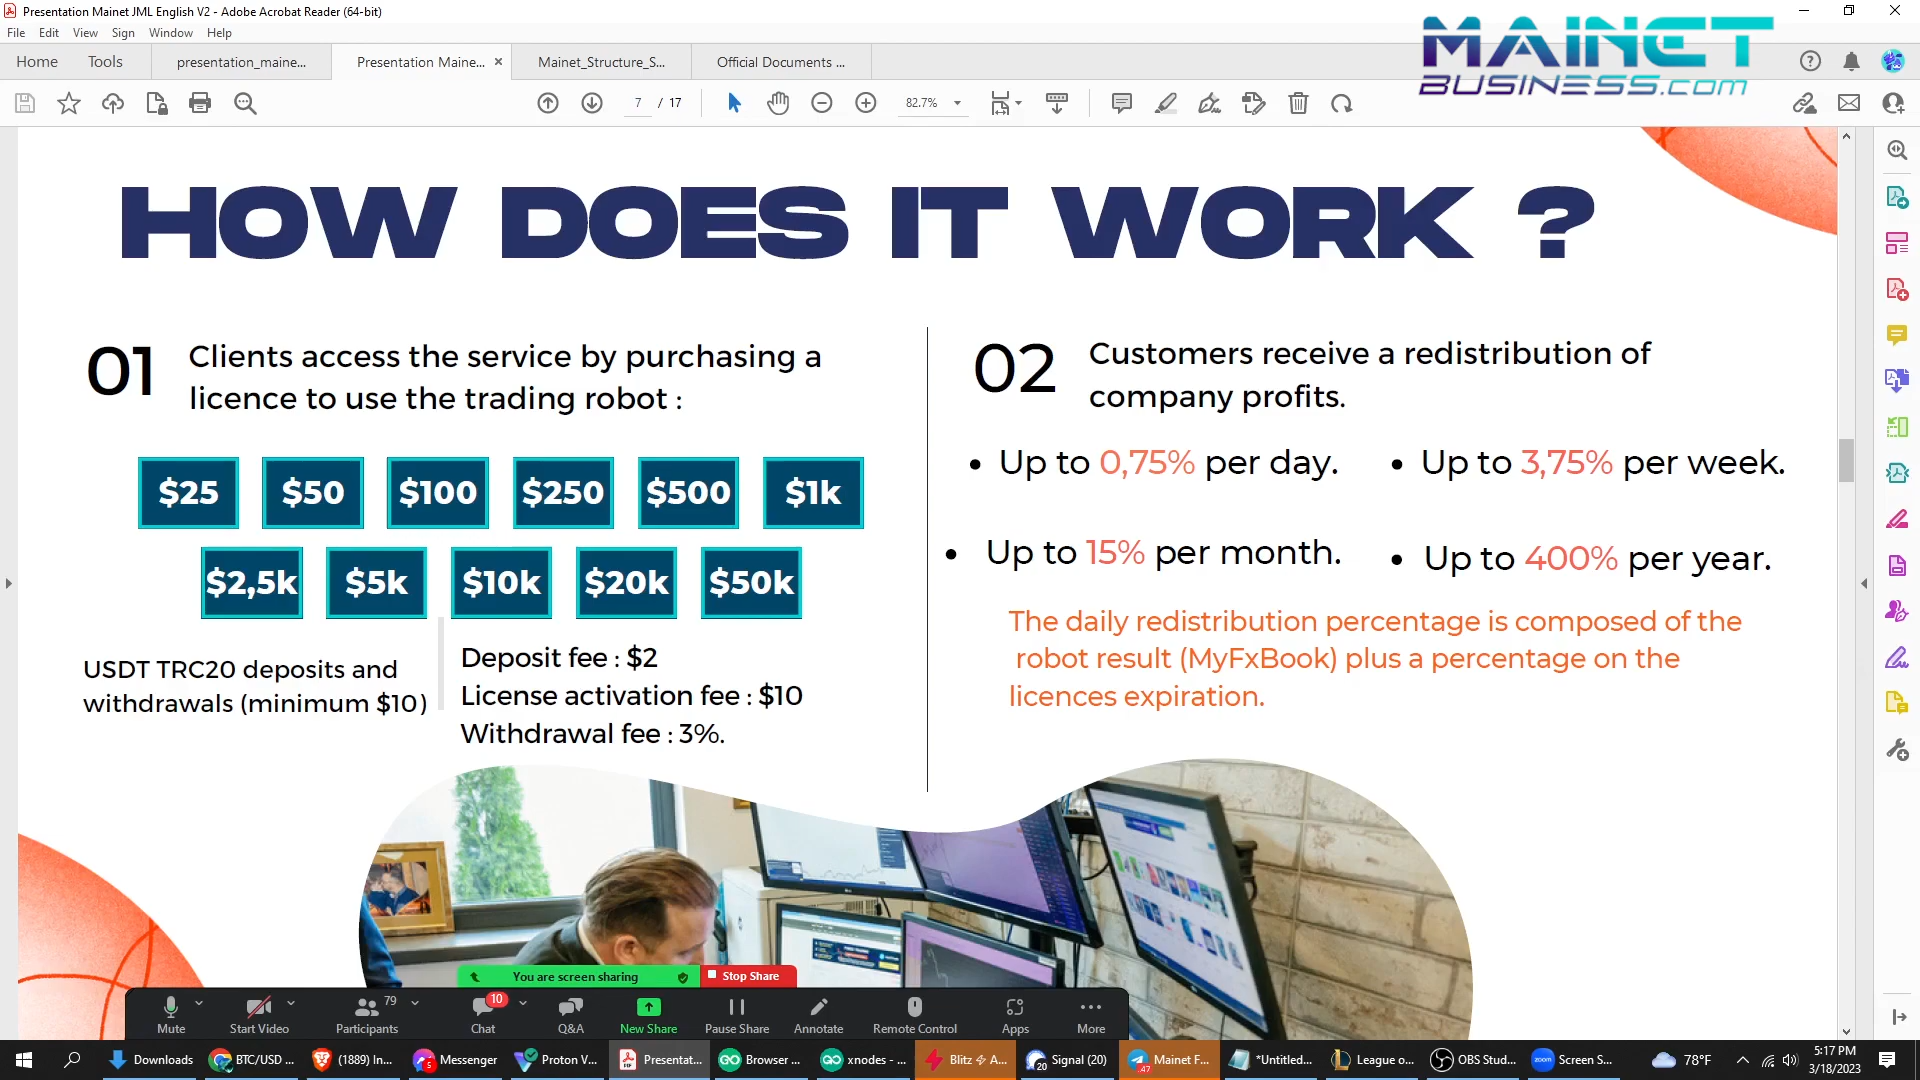 Presentation Mainet JML English V2 - Adobe Acrobat Reader (64-bit)
File Edit View Sign Window Help
MAINET
BUSINESS.com
Home Tools presentation_maine... Presentation Maine... Mainet_Structure_S... Official Documents ...
7 / 17 82.7%
HOW DOES IT WORK ?
01 Clients access the service by purchasing a
licence to use the trading robot :
$25 $50 $100 $250 $500 $1k
$2,5k $5k $10k $20k $50k
USDT TRC20 deposits and
withdrawals (minimum $10)
Deposit fee : $2
License activation fee : $10
Withdrawal fee : 3%.
02 Customers receive a redistribution of
company profits.
• Up to 0,75% per day. • Up to 3,75% per week.
• Up to 15% per month. • Up to 400% per year.
The daily redistribution percentage is composed of the
robot result (MyFxBook) plus a percentage on the
licences expiration.
You are screen sharing Stop Share
79 10
Mute Start Video Participants Chat Q&A New Share Pause Share Annotate Remote Control Apps More
Downloads BTC/USD ... (1889) In... Messenger Proton V... Presentat... Browser ... xnodes - ... Blitz ⚡ A... Signal (20) Mainet F... *Untitled... League o... OBS Stud... Screen S... 78°F
5:17 PM
3/18/2023